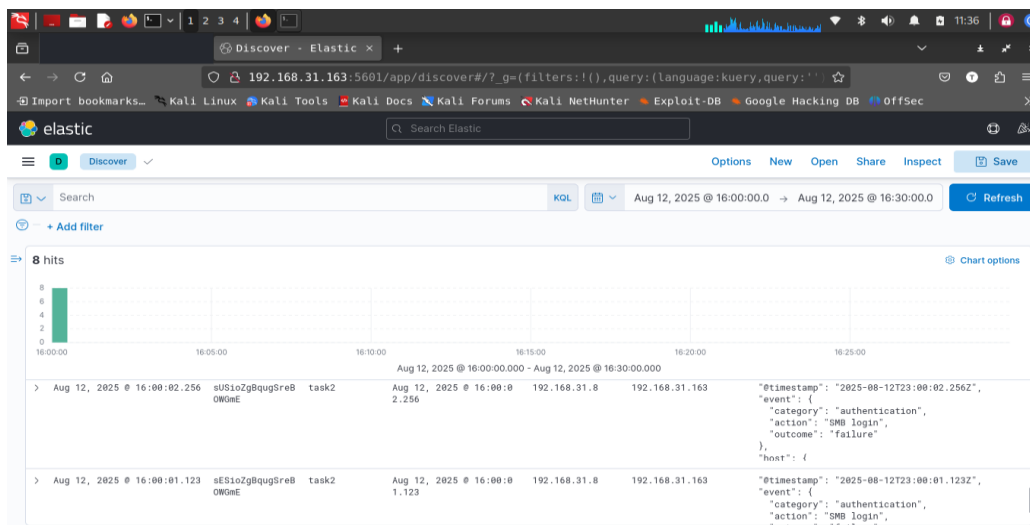 1 2 3 4
11:36
Discover - Elastic × +
192.168.31.163:5601/app/discover#/?_g=(filters:!(),query:(language:kuery,query:'')
Import bookmarks… Kali Linux Kali Tools Kali Docs Kali Forums Kali NetHunter Exploit-DB Google Hacking DB OffSec
elastic
Search Elastic
D Discover Options New Open Share Inspect Save
Search KQL Aug 12, 2025 @ 16:00:00.0 → Aug 12, 2025 @ 16:30:00.0 Refresh
+ Add filter
8 hits Chart options
8
6
4
2
0
16:00:00 16:05:00 16:10:00 16:15:00 16:20:00 16:25:00
Aug 12, 2025 @ 16:00:00.000 - Aug 12, 2025 @ 16:30:00.000
Aug 12, 2025 @ 16:00:02.256 sUSioZgBqugSreB task2 Aug 12, 2025 @ 16:00:0 192.168.31.8 192.168.31.163 "@timestamp": "2025-08-12T23:00:02.256Z",
OWGmE 2.256 "event": {
"category": "authentication",
"action": "SMB login",
"outcome": "failure"
},
"host": {
Aug 12, 2025 @ 16:00:01.123 sESioZgBqugSreB task2 Aug 12, 2025 @ 16:00:0 192.168.31.8 192.168.31.163 "@timestamp": "2025-08-12T23:00:01.123Z",
OWGmE 1.123 "event": {
"category": "authentication",
"action": "SMB login",